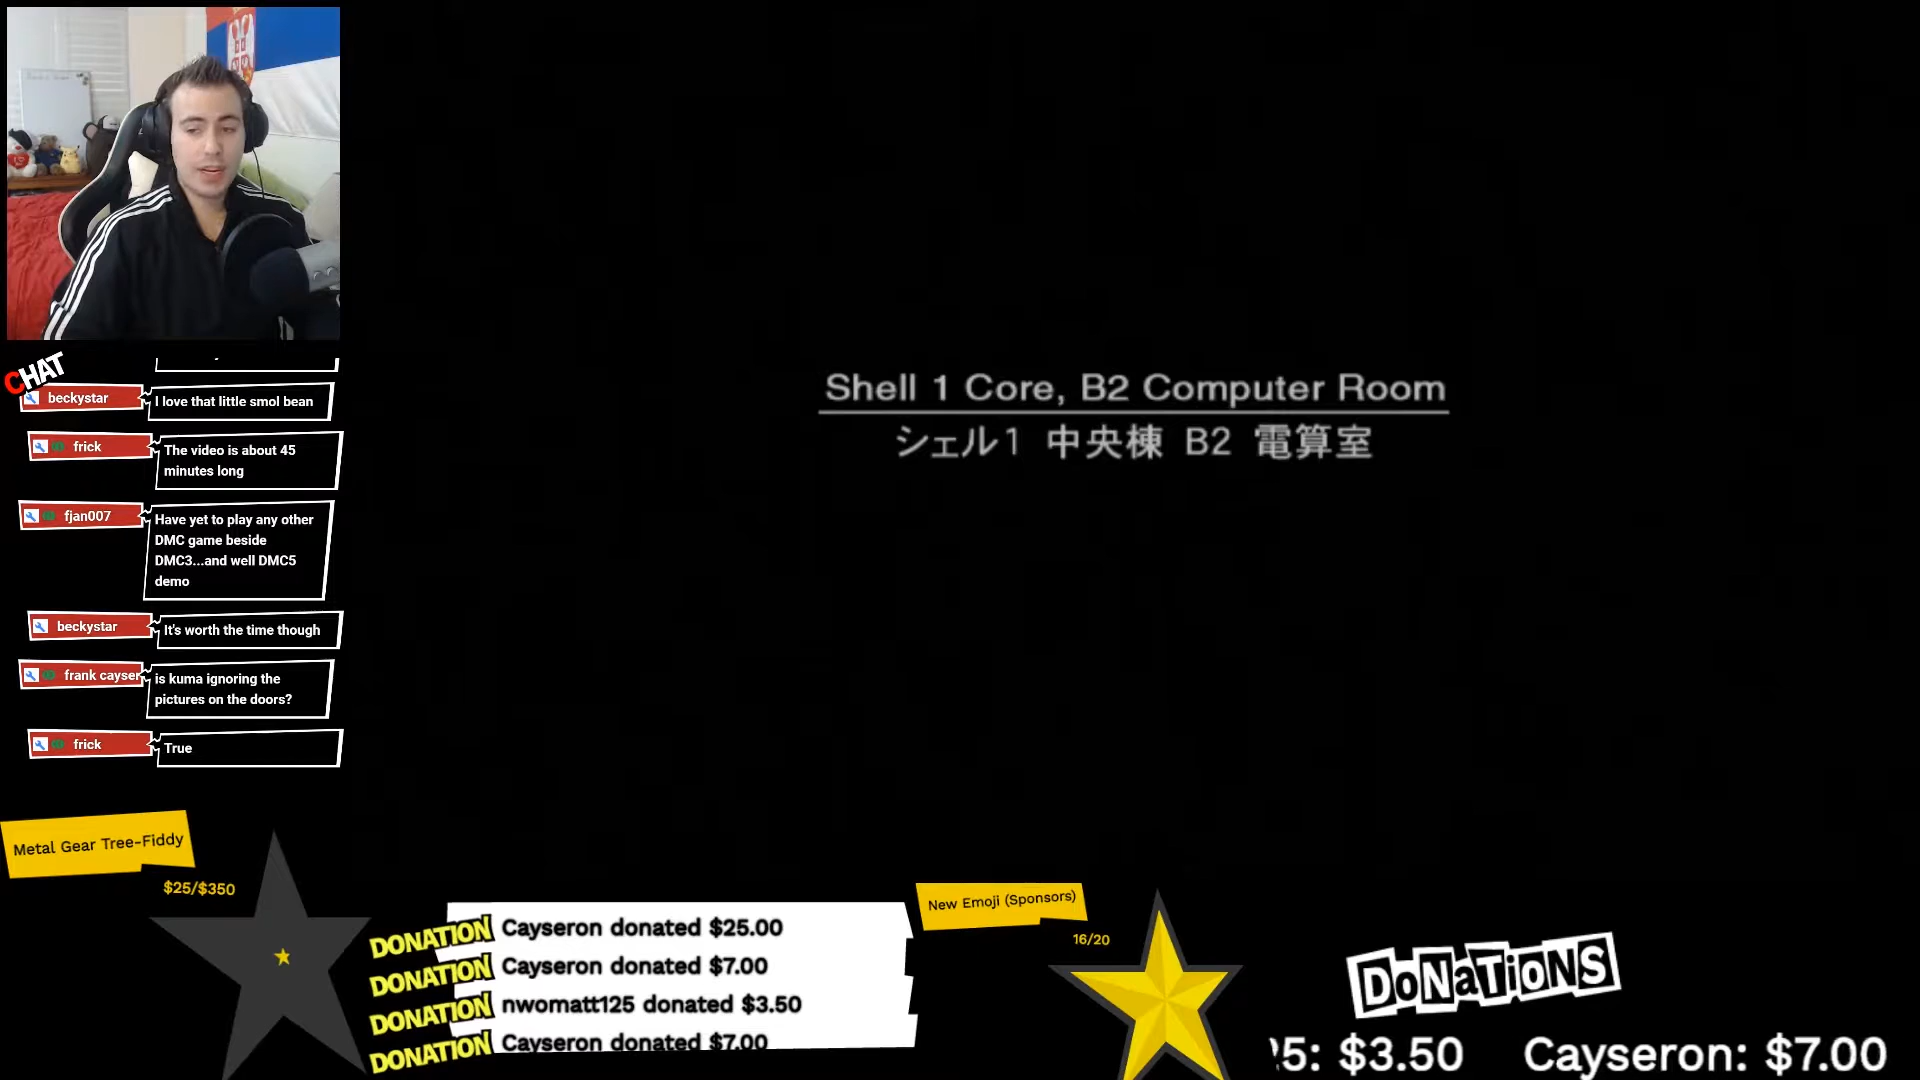 Shell 1 Core, B2 Computer Room
シェル1 中央棟 B2 電算室
CHAT
beckystar
I love that little smol bean
frick
The video is about 45
minutes long
fjan007
Have yet to play any other
DMC game beside
DMC3...and well DMC5
demo
beckystar
It's worth the time though
frank cayser
is kuma ignoring the
pictures on the doors?
frick
True
Metal Gear Tree-Fiddy
$25/$350
DONATION Cayseron donated $25.00
DONATION Cayseron donated $7.00
DONATION nwomatt125 donated $3.50
DONATION Cayseron donated $7.00
New Emoji (Sponsors)
16/20
DoNaTioNS
5: $3.50 Cayseron: $7.00